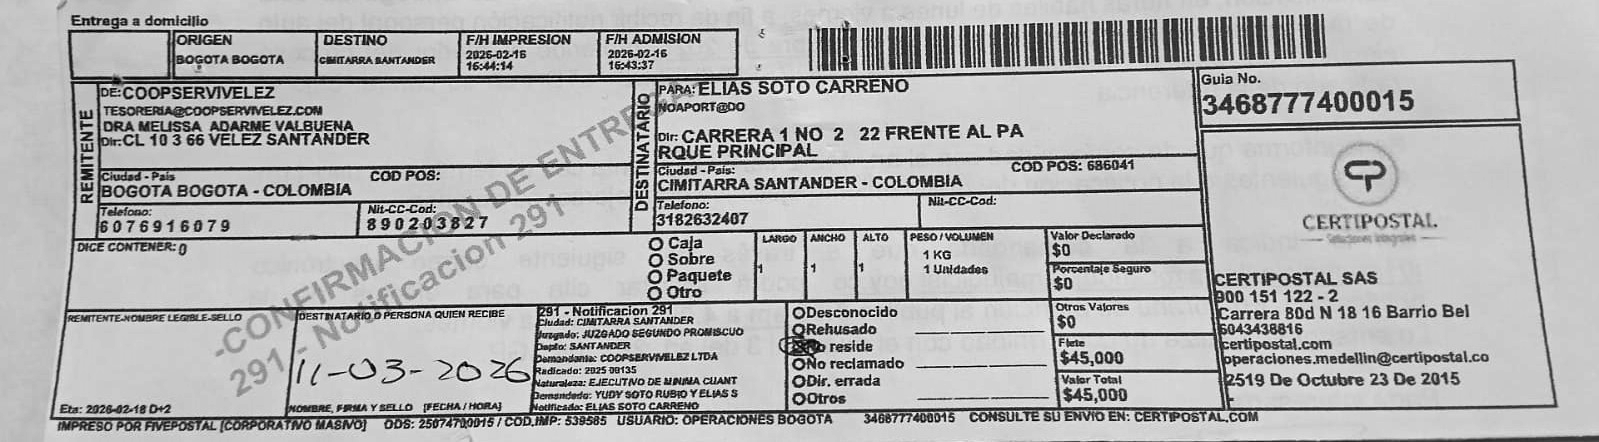 Entrega a domicilio
ORIGEN
BOGOTA BOGOTA
DESTINO
CIMITARRA SANTANDER
F/H IMPRESION
2026-02-16
16:44:14
F/H ADMISION
2026-02-16
16:43:37
REMITENTE
DE:COOPSERVIVELEZ
TESORERIA@COOPSERVIVELEZ.COM
DRA MELISSA ADARME VALBUENA
Dir:CL 10 3 66 VELEZ SANTANDER
Ciudad - Pais
COD POS:
BOGOTA BOGOTA - COLOMBIA
Telefono:
6076916079
Nit-CC-Cod:
890203827
DESTINATARIO
PARA:ELIAS SOTO CARRENO
NOAPORT@DO
Dir: CARRERA 1 NO 2 22 FRENTE AL PA
RQUE PRINCIPAL
Ciudad - Pais:
COD POS: 686041
CIMITARRA SANTANDER - COLOMBIA
Telefono:
3182632407
Nit-CC-Cod:
Guia No.
3468777400015
CERTIPOSTAL
Soluciones Integrales
CERTIPOSTAL SAS
900 151 122 - 2
Carrera 80d N 18 16 Barrio Bel
6043438816
certipostal.com
operaciones.medellin@certipostal.co
2519 De Octubre 23 De 2015
DICE CONTENER: 0
-CONFIRMACION DE ENTREGA
291 - Notificacion 291
Caja
Sobre
Paquete
Otro
LARGO
1
ANCHO
1
ALTO
1
PESO / VOLUMEN
1 KG
1 Unidades
Valor Declarado
$0
Porcentaje Seguro
$0
Otros Valores
$0
Flete
$45,000
Valor Total
$45,000
REMITENTE-NOMBRE LEGIBLE-SELLO
DESTINATARIO O PERSONA QUIEN RECIBE
11-03-2026
NOMBRE, FIRMA Y SELLO [FECHA / HORA]
291 - Notificacion 291
Ciudad: CIMITARRA SANTANDER
Juzgado: JUZGADO SEGUNDO PROMISCUO
Depto: SANTANDER
Demandante: COOPSERVIVELEZ LTDA
Radicado: 2025 00135
Naturaleza: EJECUTIVO DE MINIMA CUANT
Demandado: YUDY SOTO RUBIO Y ELIAS S
Notificado: ELIAS SOTO CARRENO
Desconocido
Rehusado
No reside
No reclamado
Dir. errada
Otros
Eta: 2026-02-18 D+2
IMPRESO POR FIVEPOSTAL [CORPORATIVO MASIVO] ODS: 25074700015 / COD.IMP: 539585 USUARIO: OPERACIONES BOGOTA 3468777400015 CONSULTE SU ENVIO EN: CERTIPOSTAL.COM